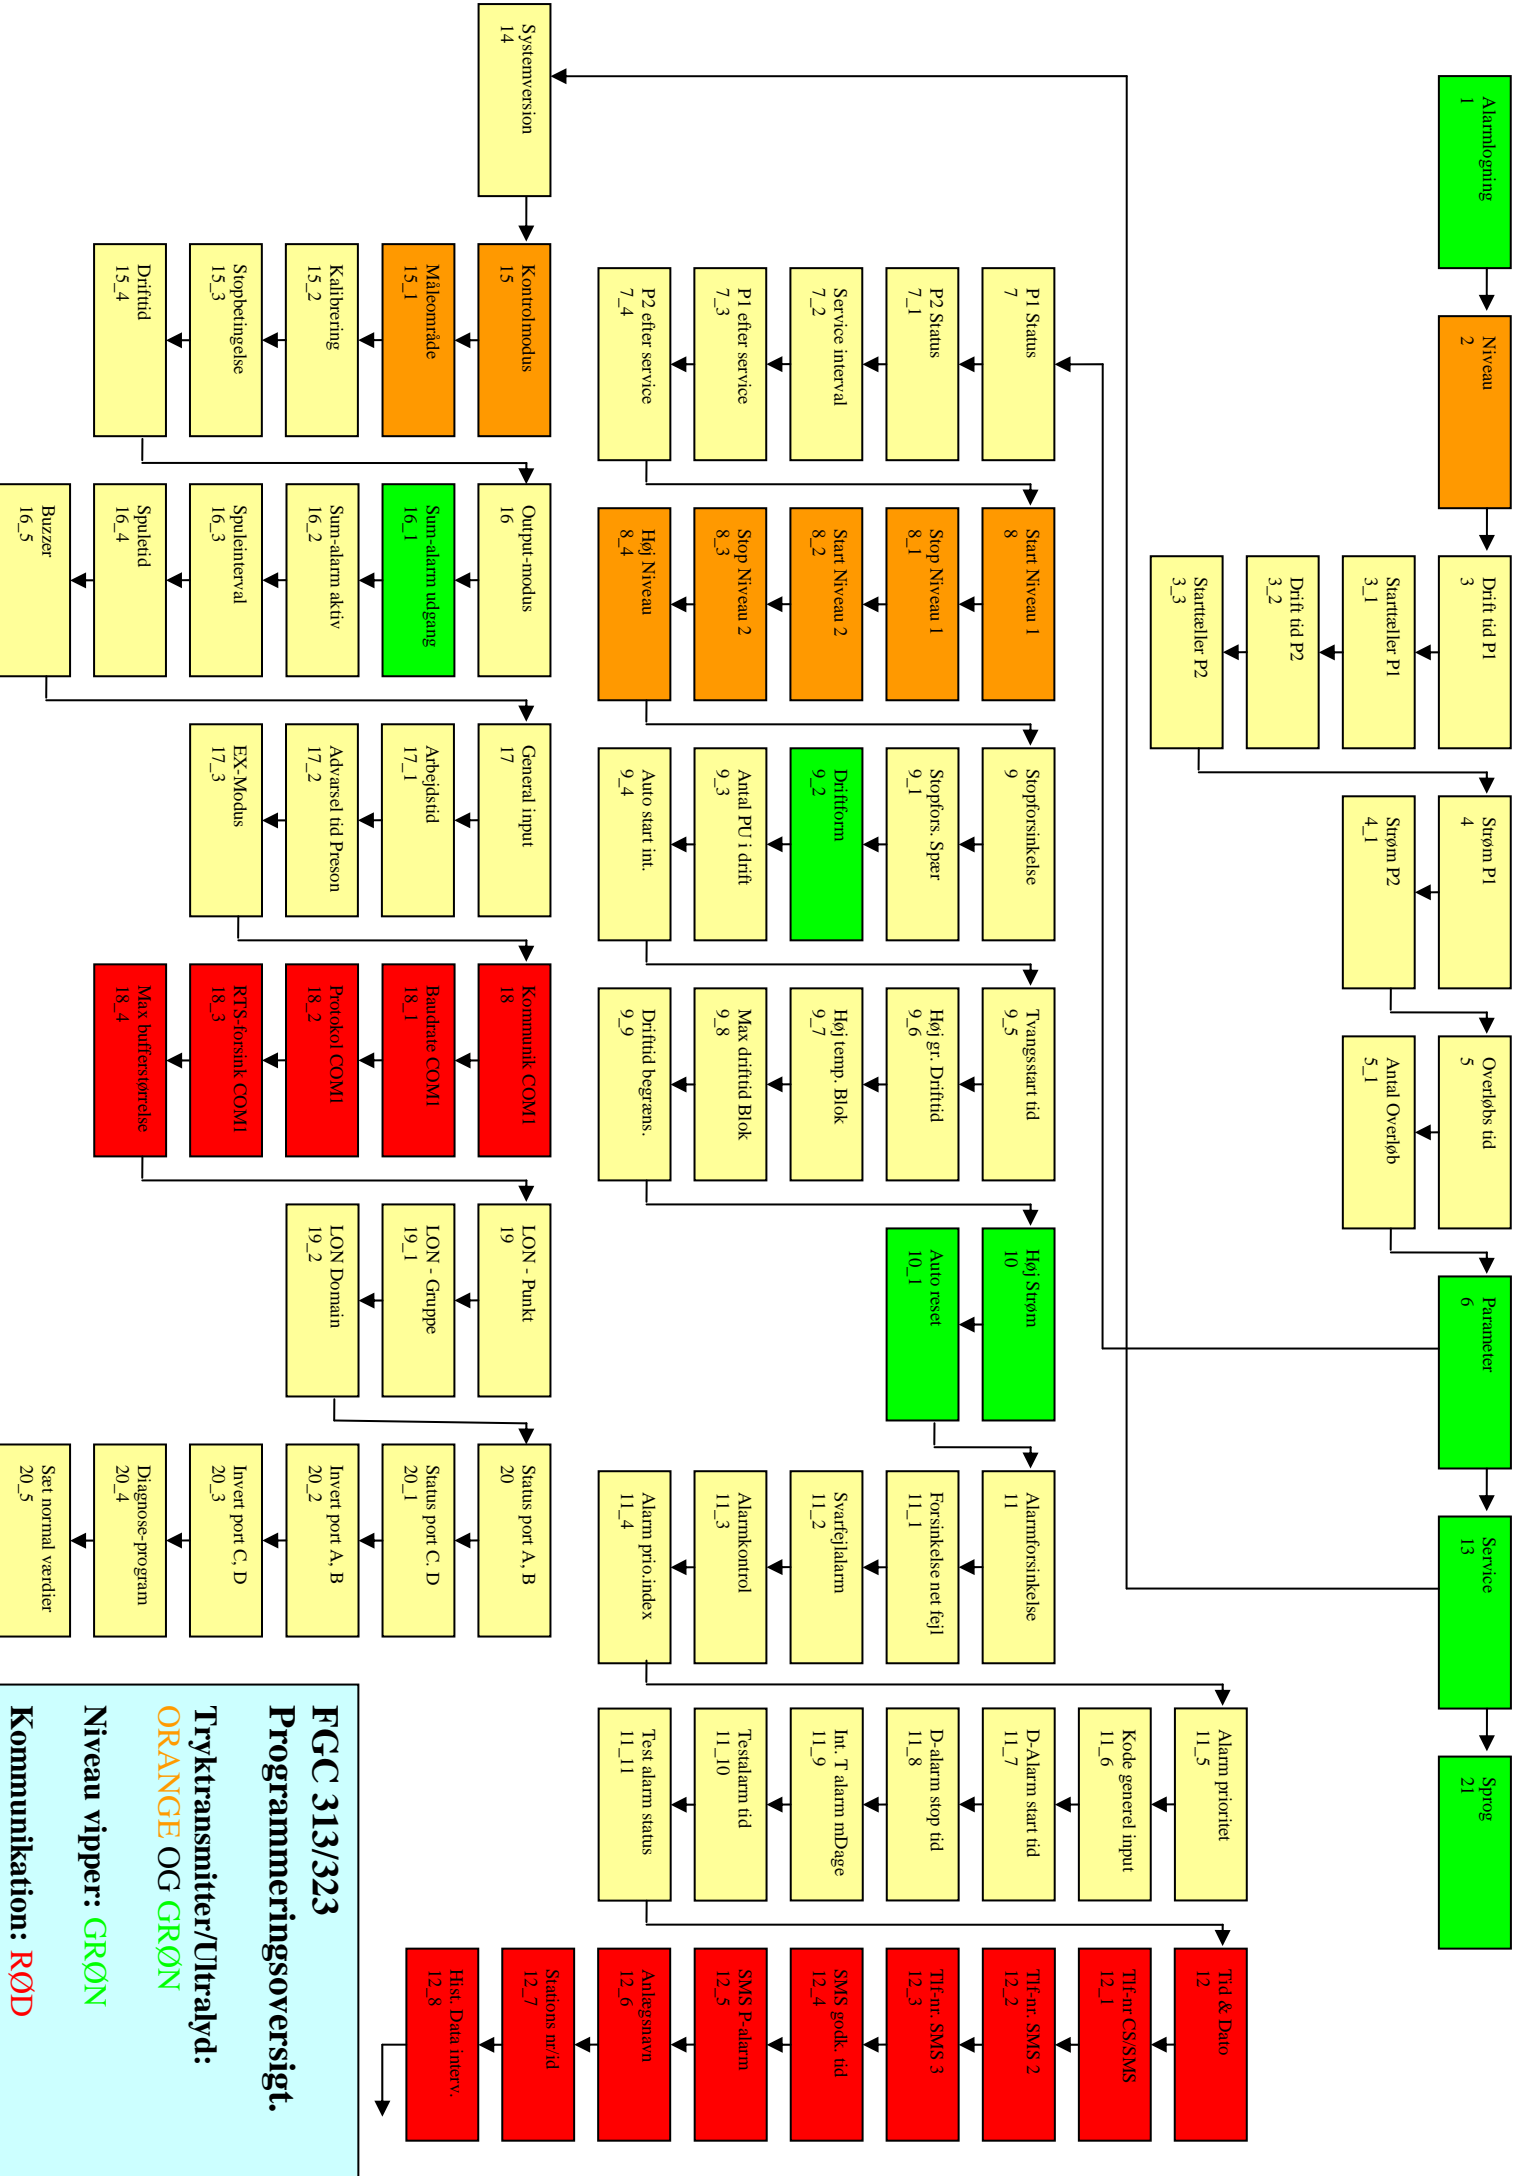 Alarmlogning
1
Niveau
2
Drift tid P1
3
Starttæller P1
3_1
Drift tid P2
3_2
Starttæller P2
3_3
Strøm P1
4
Strøm P2
4_1
Overløbs tid
5
Antal Overløb
5_1
Parameter
6
Service
13
Sprog
21
P1 Status
7
P2 Status
7_1
Service interval
7_2
P1 efter service
7_3
P2 efter service
7_4
Start Niveau 1
8
Stop Niveau 1
8_1
Start Niveau 2
8_2
Stop Niveau 2
8_3
Høj Niveau
8_4
Stopforsinkelse
9
Stopfors. Spær
9_1
Driftform
9_2
Antal PU i drift
9_3
Auto start int.
9_4
Tvangsstart tid
9_5
Høj gr. Drifttid
9_6
Høj temp. Blok
9_7
Max drifttid Blok
9_8
Drifttid begræns.
9_9
Høj Strøm
10
Auto reset
10_1
Alarmforsinkelse
11
Forsinkelse net fejl
11_1
Svarfejlalarm
11_2
Alarmkontrol
11_3
Alarm prio.index
11_4
Alarm prioritet
11_5
Kode generel input
11_6
D-Alarm start tid
11_7
D-alarm stop tid
11_8
Int. T alarm mDage
11_9
Testalarm tid
11_10
Test alarm status
11_11
Tid & Dato
12
Tlf-nr CS/SMS
12_1
Tlf-nr. SMS 2
12_2
Tlf-nr. SMS 3
12_3
SMS godk. tid
12_4
SMS P-alarm
12_5
Anlægsnavn
12_6
Stations nr/id
12_7
Hist. Data interv.
12_8
Systemversion
14
Kontrolmodus
15
Måleområde
15_1
Kalibrering
15_2
Stopbetingelse
15_3
Drifttid
15_4
Output-modus
16
Sum-alarm udgang
16_1
Sum-alarm aktiv
16_2
Spuleinterval
16_3
Spuletid
16_4
Buzzer
16_5
General input
17
Arbejdstid
17_1
Advarsel tid Preson
17_2
EX-Modus
17_3
Kommunik COM1
18
Baudrate COM1
18_1
Protokol COM1
18_2
RTS-forsink COM1
18_3
Max bufferstørrelse
18_4
LON - Punkt
19
LON - Gruppe
19_1
LON Domain
19_2
Status port A, B
20
Status port C. D
20_1
Invert port A, B
20_2
Invert port C, D
20_3
Diagnose-program
20_4
Sæt normal værdier
20_5
FGC 313/323
Programmeringsoversigt.
Tryktransmitter/Ultralyd:
ORANGE OG GRØN
Niveau vipper: GRØN
Kommunikation: RØD